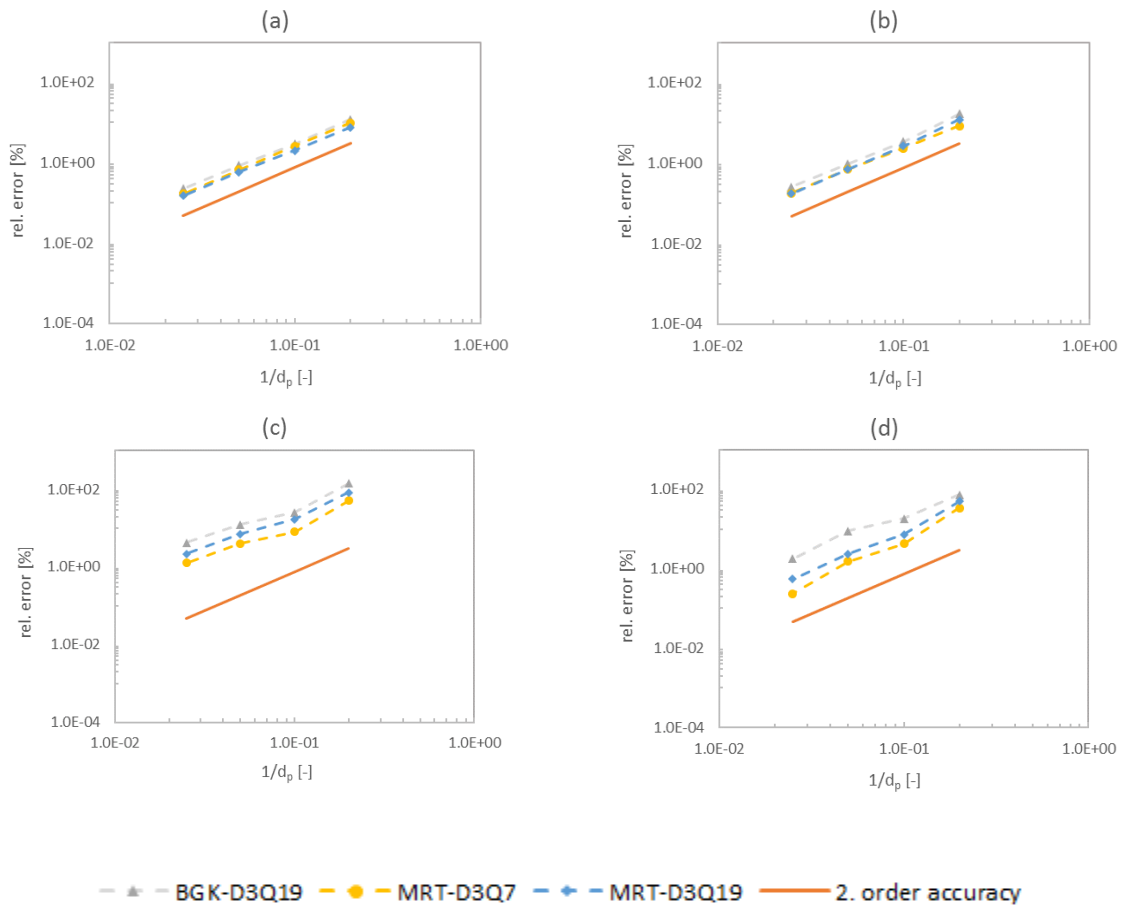 (a)
1.0E+02
1.0E+00
1.0E-02
1.0E-04
rel. error [%]
1.0E-02 1.0E-01 1.0E+00
1/dp [-]
(b)
1.0E+02
1.0E+00
1.0E-02
1.0E-04
rel. error [%]
1.0E-02 1.0E-01 1.0E+00
1/dp [-]
(c)
1.0E+02
1.0E+00
1.0E-02
1.0E-04
rel. error [%]
1.0E-02 1.0E-01 1.0E+00
1/dp [-]
(d)
1.0E+02
1.0E+00
1.0E-02
1.0E-04
rel. error [%]
1.0E-02 1.0E-01 1.0E+00
1/dp [-]
BGK-D3Q19 MRT-D3Q7 MRT-D3Q19 2. order accuracy